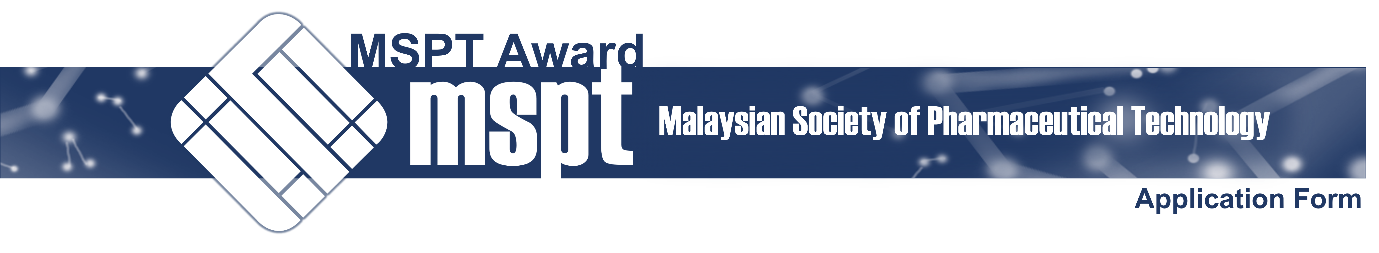 MSPT Award
mspt
Malaysian Society of Pharmaceutical Technology
Application Form